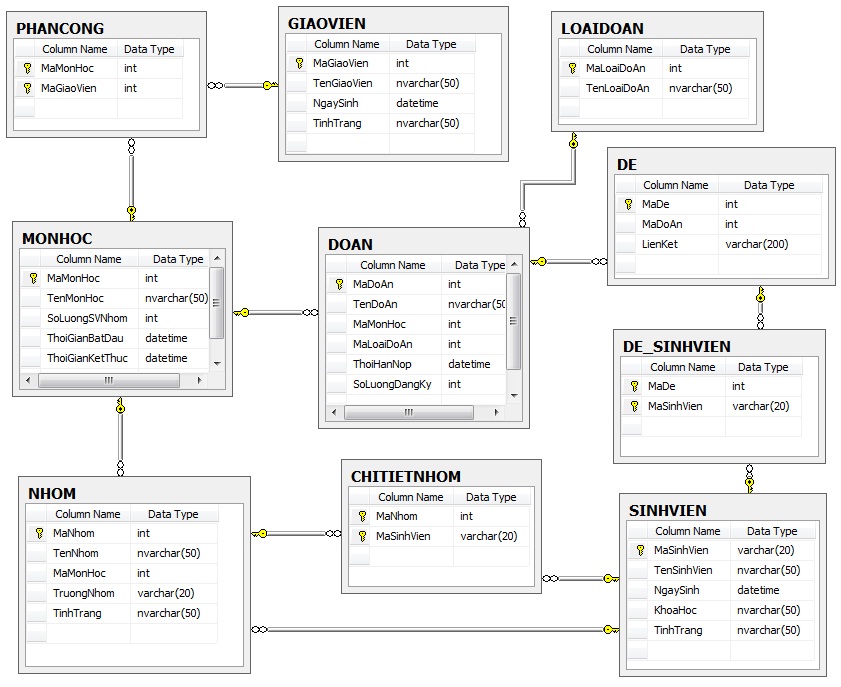 PHANCONG
Column Name Data Type
MaMonHoc int
MaGiaoVien int
GIAOVIEN
Column Name Data Type
MaGiaoVien int
TenGiaoVien nvarchar(50)
NgaySinh datetime
TinhTrang nvarchar(50)
LOAIDOAN
Column Name Data Type
MaLoaiDoAn int
TenLoaiDoAn nvarchar(50)
DE
Column Name Data Type
MaDe int
MaDoAn int
LienKet varchar(200)
MONHOC
Column Name Data Type
MaMonHoc int
TenMonHoc nvarchar(50)
SoLuongSVNhom int
ThoiGianBatDau datetime
ThoiGianKetThuc datetime
DOAN
Column Name Data Type
MaDoAn int
TenDoAn nvarchar(50
MaMonHoc int
MaLoaiDoAn int
ThoiHanNop datetime
SoLuongDangKy int
DE_SINHVIEN
Column Name Data Type
MaDe int
MaSinhVien varchar(20)
NHOM
Column Name Data Type
MaNhom int
TenNhom nvarchar(50)
MaMonHoc int
TruongNhom varchar(20)
TinhTrang nvarchar(50)
CHITIETNHOM
Column Name Data Type
MaNhom int
MaSinhVien varchar(20)
SINHVIEN
Column Name Data Type
MaSinhVien varchar(20)
TenSinhVien nvarchar(50)
NgaySinh datetime
KhoaHoc nvarchar(50)
TinhTrang nvarchar(50)